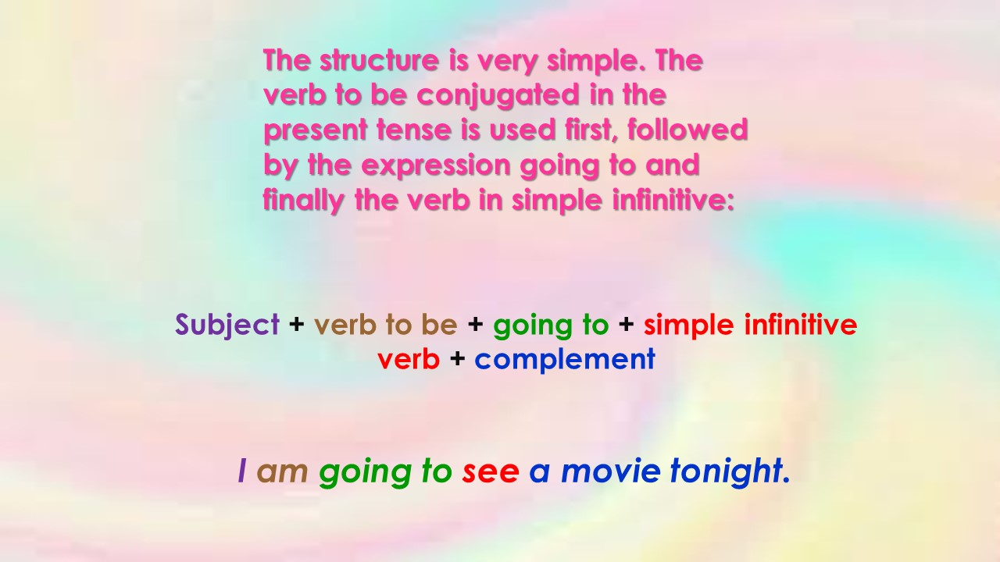 The structure is very simple. The
verb to be conjugated in the
present tense is used first, followed
by the expression going to and
finally the verb in simple infinitive:
Subject + verb to be + going to + simple infinitive
verb + complement
I am going to see a movie tonight.